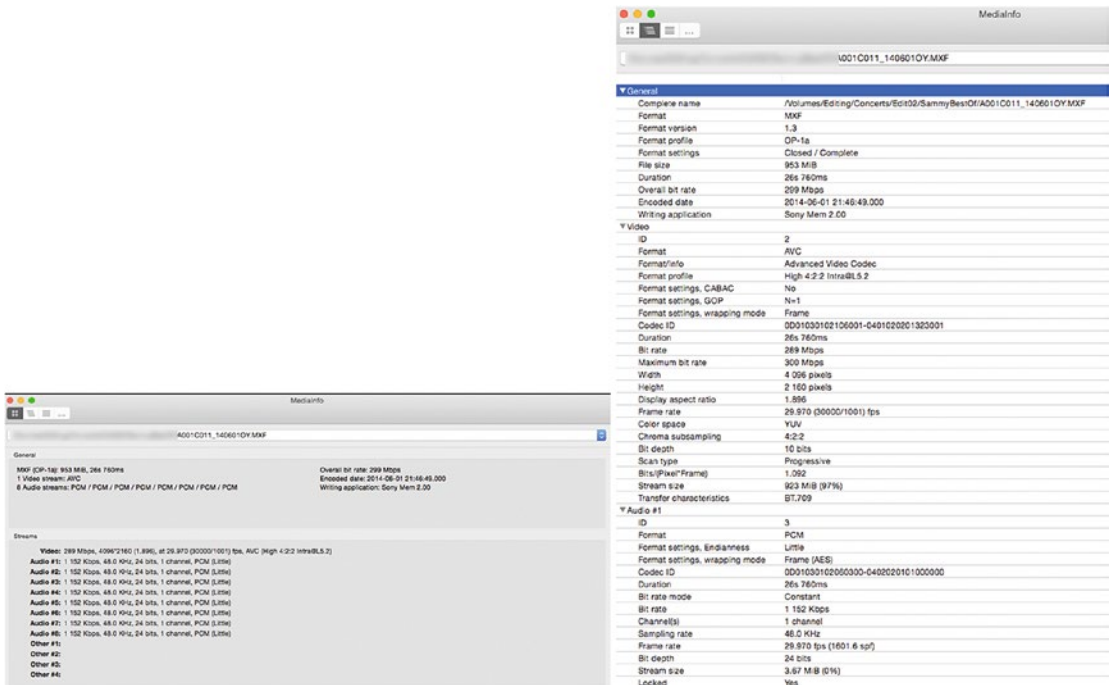 MediaInfo
A001C011_140601OY.MXF
General
MXF (OP-1a): 953 MiB, 26s 760ms
1 Video stream: AVC
8 Audio streams: PCM / PCM / PCM / PCM / PCM / PCM / PCM / PCM
Overall bit rate: 299 Mbps
Encoded date: 2014-06-01 21:46:49.000
Writing application: Sony Mem 2.00
Streams
Video: 289 Mbps, 4096*2160 (1.896), at 29.970 (30000/1001) fps, AVC (High 4:2:2 Intra@L5.2)
Audio #1: 1 152 Kbps, 48.0 KHz, 24 bits, 1 channel, PCM (Little)
Audio #2: 1 152 Kbps, 48.0 KHz, 24 bits, 1 channel, PCM (Little)
Audio #3: 1 152 Kbps, 48.0 KHz, 24 bits, 1 channel, PCM (Little)
Audio #4: 1 152 Kbps, 48.0 KHz, 24 bits, 1 channel, PCM (Little)
Audio #5: 1 152 Kbps, 48.0 KHz, 24 bits, 1 channel, PCM (Little)
Audio #6: 1 152 Kbps, 48.0 KHz, 24 bits, 1 channel, PCM (Little)
Audio #7: 1 152 Kbps, 48.0 KHz, 24 bits, 1 channel, PCM (Little)
Audio #8: 1 152 Kbps, 48.0 KHz, 24 bits, 1 channel, PCM (Little)
Other #1:
Other #2:
Other #3:
Other #4:
MediaInfo
A001C011_140601OY.MXF
General
Complete name /Volumes/Editing/Concerts/Edit02/SammyBestOf/A001C011_140601OY.MXF
Format MXF
Format version 1.3
Format profile OP-1a
Format settings Closed / Complete
File size 953 MiB
Duration 26s 760ms
Overall bit rate 299 Mbps
Encoded date 2014-06-01 21:46:49.000
Writing application Sony Mem 2.00
Video
ID 2
Format AVC
Format/Info Advanced Video Codec
Format profile High 4:2:2 Intra@L5.2
Format settings, CABAC No
Format settings, GOP N=1
Format settings, wrapping mode Frame
Codec ID 0D01030102106001-0401020201323001
Duration 26s 760ms
Bit rate 289 Mbps
Maximum bit rate 300 Mbps
Width 4 096 pixels
Height 2 160 pixels
Display aspect ratio 1.896
Frame rate 29.970 (30000/1001) fps
Color space YUV
Chroma subsampling 4:2:2
Bit depth 10 bits
Scan type Progressive
Bits/(Pixel*Frame) 1.092
Stream size 923 MiB (97%)
Transfer characteristics BT.709
Audio #1
ID 3
Format PCM
Format settings, Endianness Little
Format settings, wrapping mode Frame (AES)
Codec ID 0D01030102060300-0402020101000000
Duration 26s 760ms
Bit rate mode Constant
Bit rate 1 152 Kbps
Channel(s) 1 channel
Sampling rate 48.0 KHz
Frame rate 29.970 fps (1601.6 spf)
Bit depth 24 bits
Stream size 3.67 MiB (0%)
Locked Yes